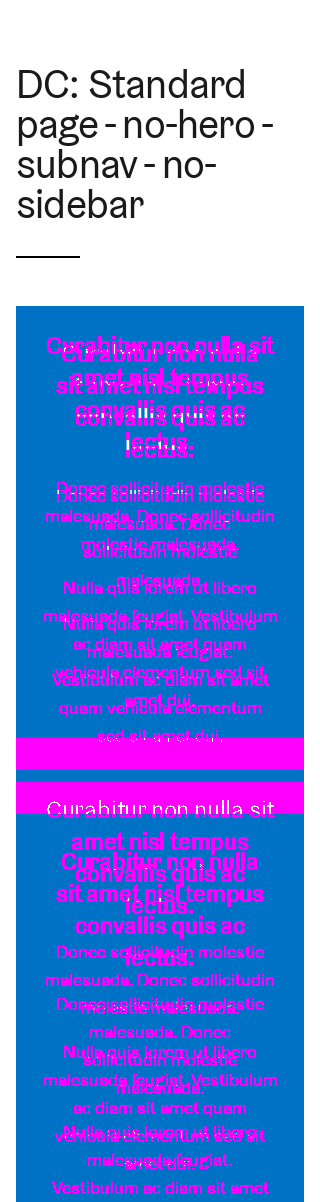 DC: Standard
page - no-hero -
subnav - no-
sidebar
Curabitur non nulla sit
Curabitur non nulla
amet nisl tempus
sit amet nisl tempus
convallis quis ac
convallis quis ac
lectus.
lectus.
Donec sollicitudin molestie
Donec sollicitudin molestie
malesuada. Donec sollicitudin
malesuada. Donec
molestie malesuada.
sollicitudin molestie
malesuada.
Nulla quis lorem ut libero
malesuada feugiat. Vestibulum
Nulla quis lorem ut libero
ac diam sit amet quam
malesuada feugiat.
vehicula elementum sed sit
Vestibulum ac diam sit amet
amet dui.
quam vehicula elementum
sed sit amet dui.
Curabitur non nulla sit
amet nisl tempus
Curabitur non nulla
convallis quis ac
sit amet nisl tempus
lectus.
convallis quis ac
Donec sollicitudin molestie
lectus.
malesuada. Donec sollicitudin
Donec sollicitudin molestie
molestie malesuada.
malesuada. Donec
Nulla quis lorem ut libero
sollicitudin molestie
malesuada feugiat. Vestibulum
malesuada.
ac diam sit amet quam
Nulla quis lorem ut libero
vehicula elementum sed sit
malesuada feugiat.
amet dui.
Vestibulum ac diam sit amet